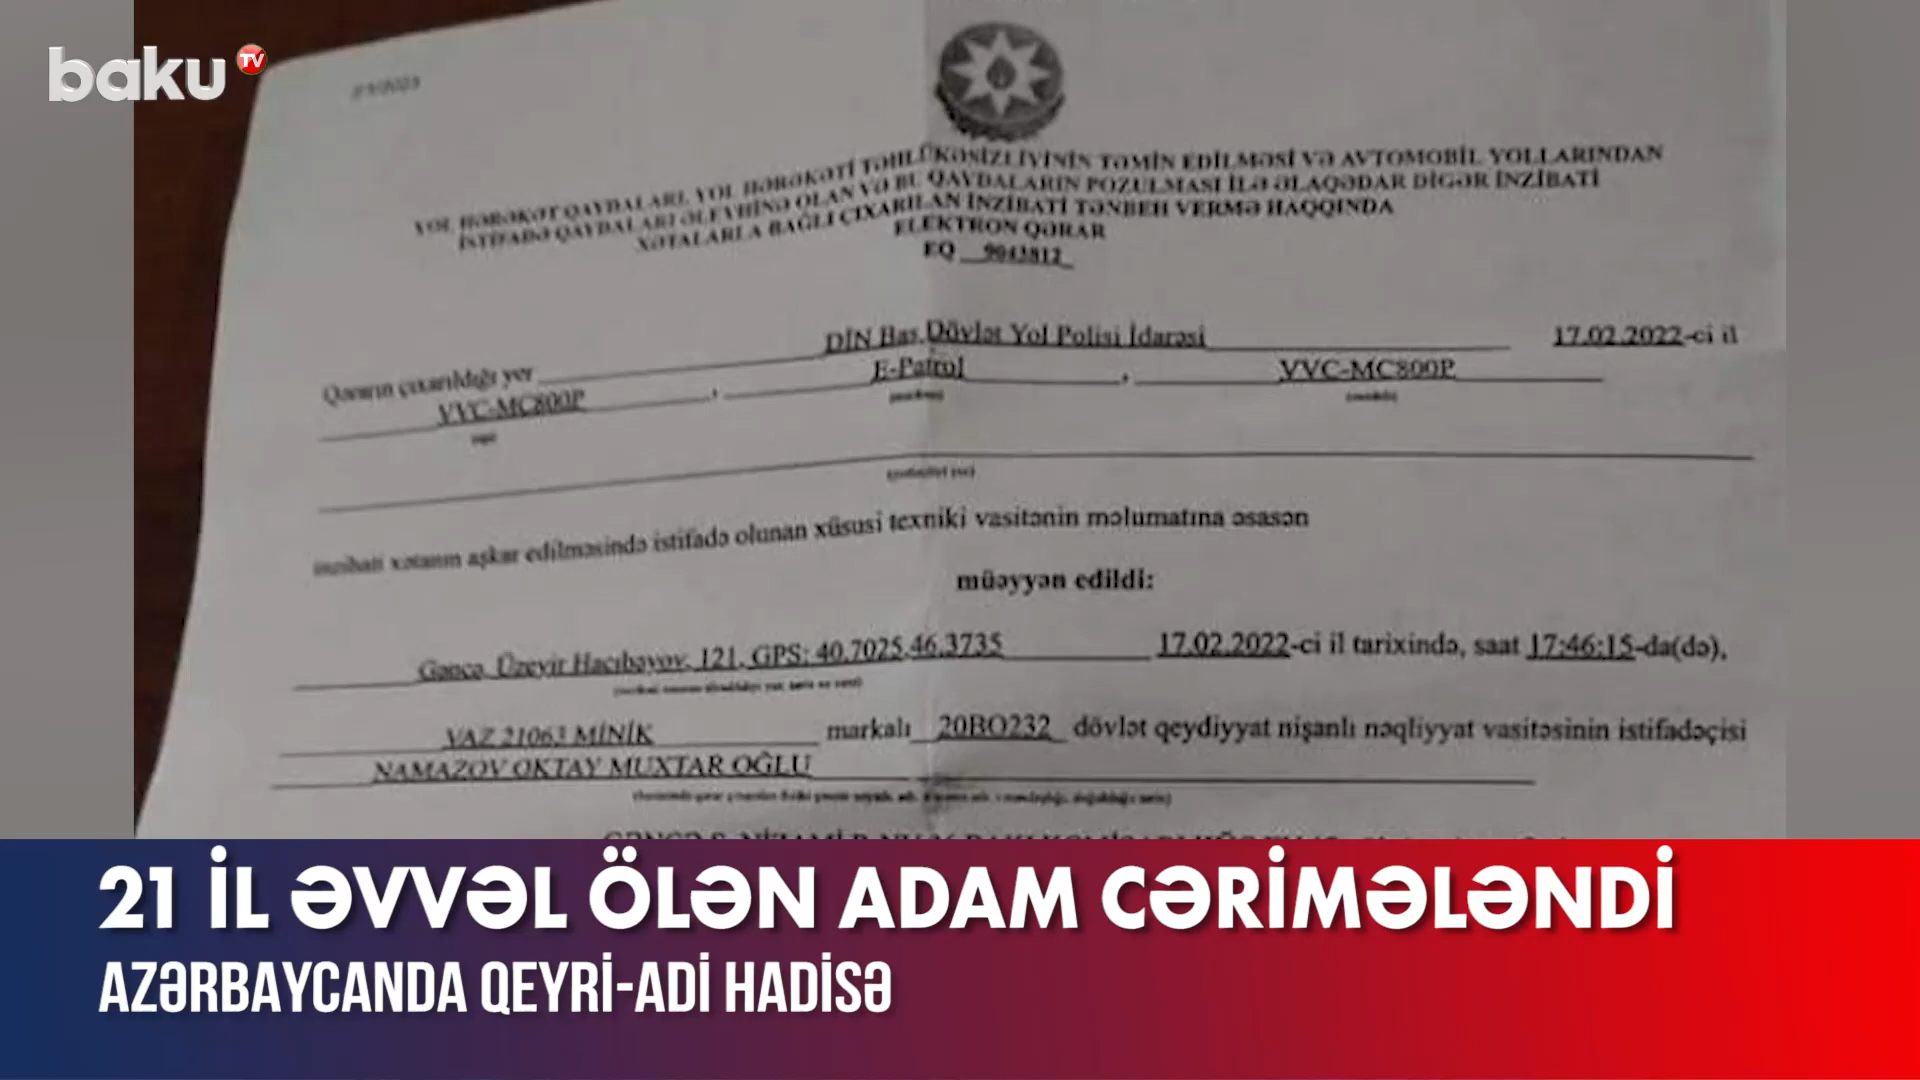 baku TV
YOL HƏRƏKƏT QAYDALARI, YOL HƏRƏKƏTİ TƏHLÜKƏSİZLİYİNİN TƏMİN EDİLMƏSİ VƏ AVTOMOBİL YOLLARINDAN
İSTİFADƏ QAYDALARI ƏLEYHİNƏ OLAN VƏ BU QAYDALARIN POZULMASI İLƏ ƏLAQƏDAR DİGƏR İNZİBATİ
XƏTALARLA BAĞLI ÇIXARILAN İNZİBATİ TƏNBEH VERMƏ HAQQINDA
ELEKTRON QƏRAR
EQ 9043812
DİN Baş Dövlət Yol Polisi İdarəsi 17.02.2022-ci il
Qərarın çıxarıldığı yer
VVC-MC800P , E-Patrol , VVC-MC800P
inzibati xətanın aşkar edilməsində istifadə olunan xüsusi texniki vasitənin məlumatına əsasən
müəyyən edildi:
Gəncə, Üzeyir Hacıbəyov, 121, GPS: 40.7025,46.3735 17.02.2022-ci il tarixində, saat 17:46:15-da(də),
VAZ 21063 MİNİK markalı 20BO232 dövlət qeydiyyat nişanlı nəqliyyat vasitəsinin istifadəçisi
NAMAZOV OKTAY MUXTAR OĞLU
21 İL ƏVVƏL ÖLƏN ADAM CƏRİMƏLƏNDİ
AZƏRBAYCANDA QEYRİ-ADİ HADİSƏ